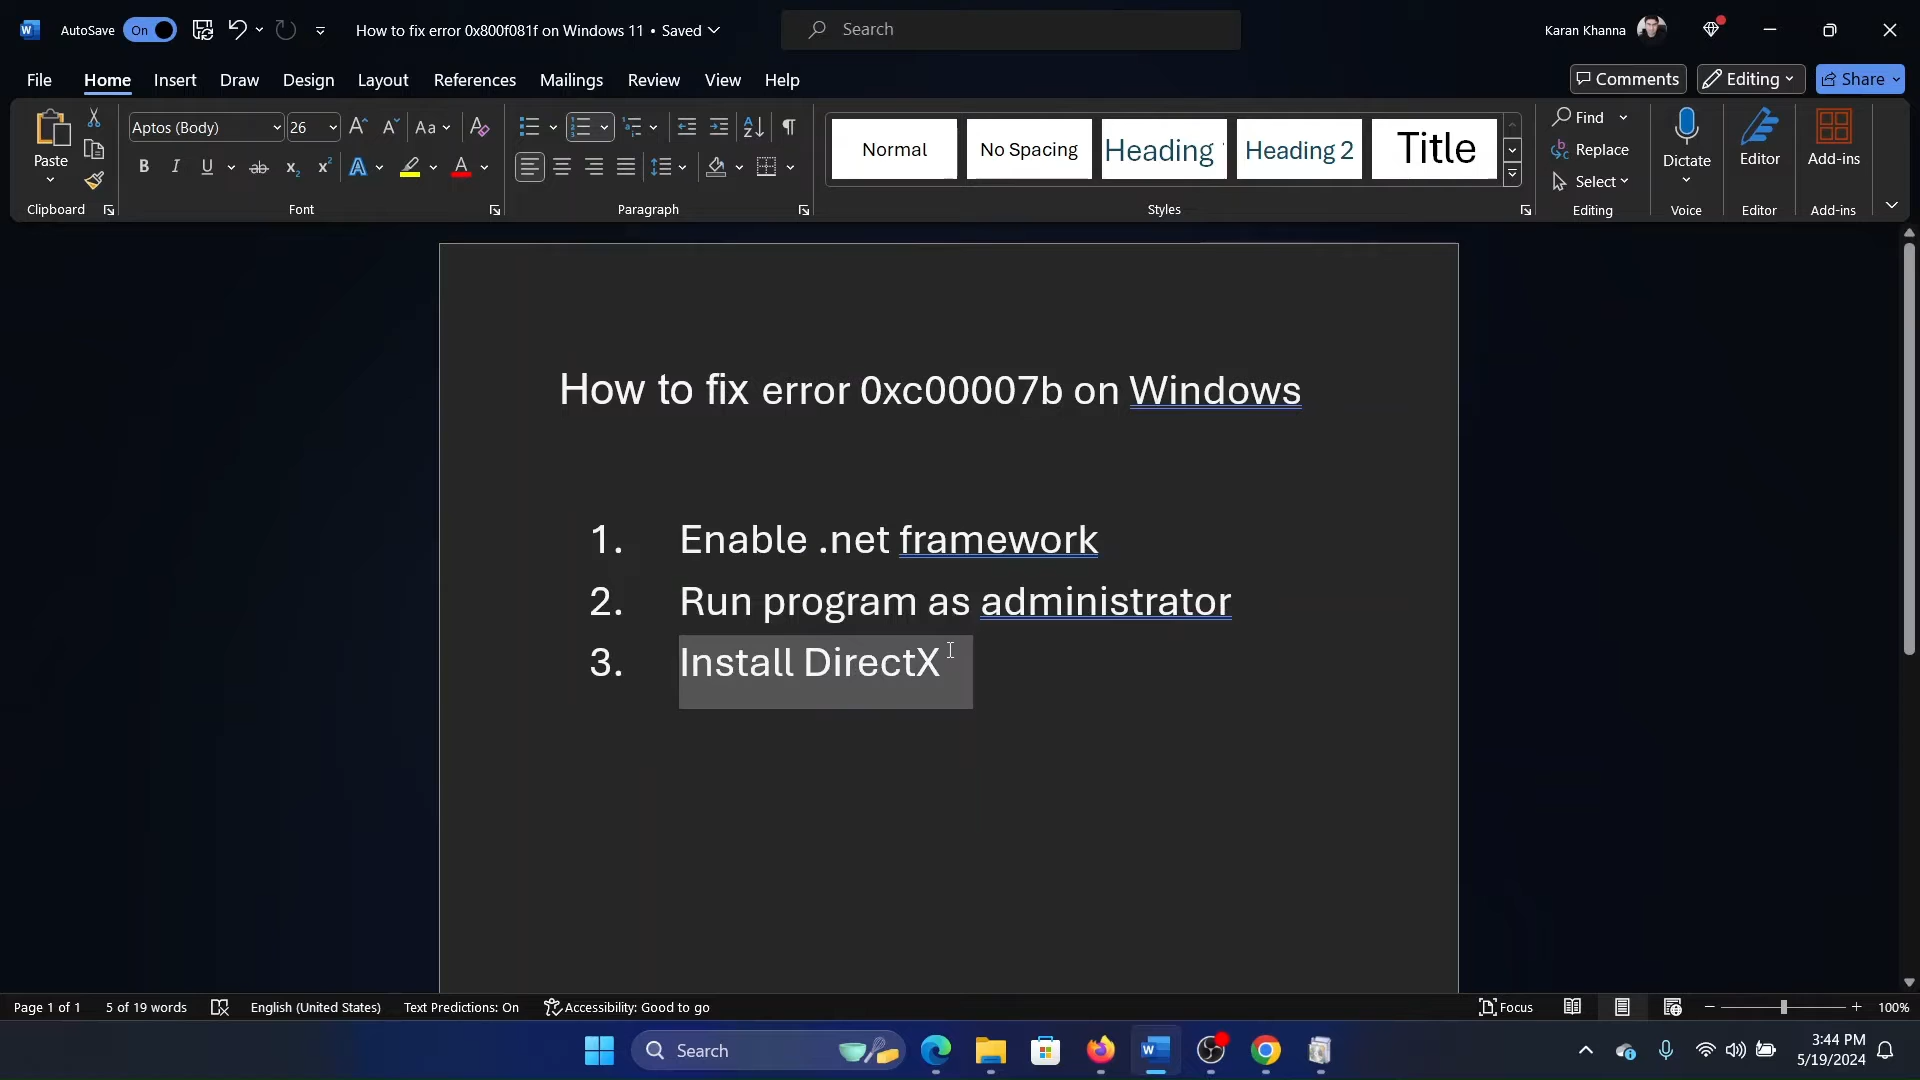 AutoSave On How to fix error 0x800f081f on Windows 11 • Saved Search Karan Khanna
File Home Insert Draw Design Layout References Mailings Review View Help Comments Editing Share
Paste
Aptos (Body) 26 Aa
Normal No Spacing Heading Heading 2 Title
Find
Replace
Select
Dictate Editor Add-ins
Clipboard Font Paragraph Styles Editing Voice Editor Add-ins
How to fix error 0xc00007b on Windows
1. Enable .net framework
2. Run program as administrator
3. Install DirectX
Page 1 of 1 5 of 19 words English (United States) Text Predictions: On Accessibility: Good to go Focus 100%
Search
3:44 PM
5/19/2024